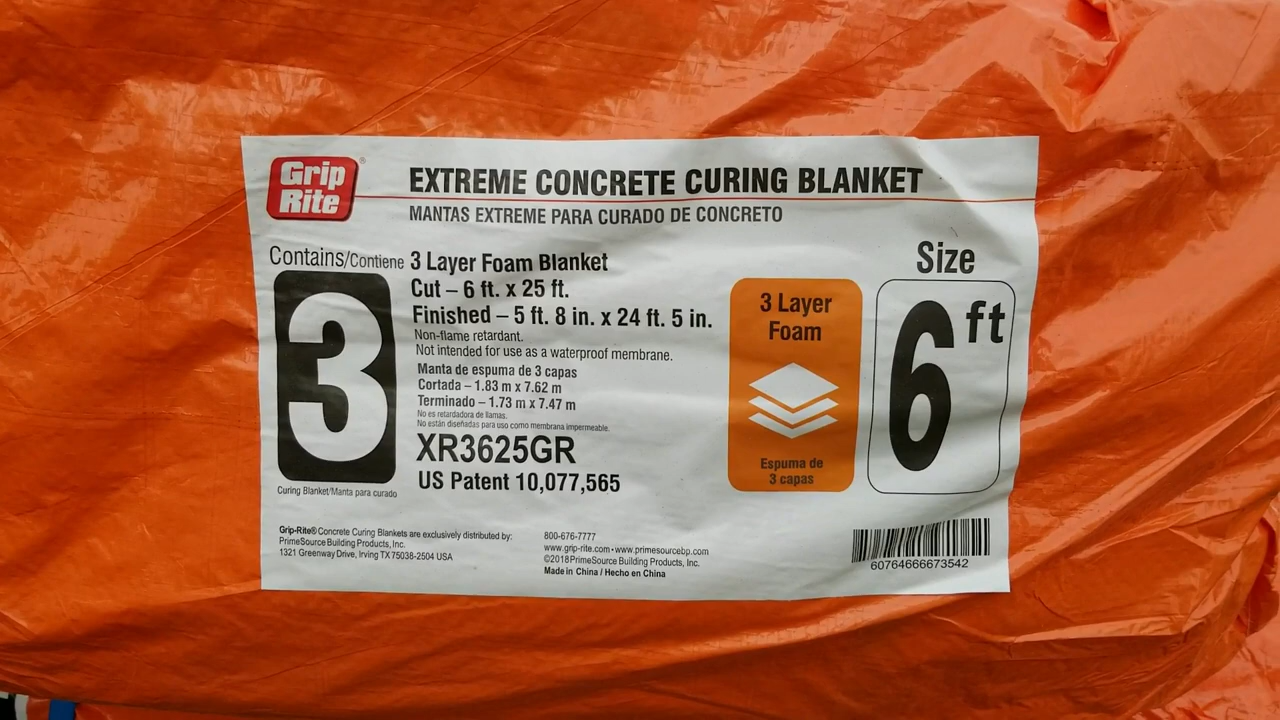 Grip Rite®
EXTREME CONCRETE CURING BLANKET
MANTAS EXTREME PARA CURADO DE CONCRETO
Contains/Contiene
3
Curing Blanket/Manta para curado
3 Layer Foam Blanket
Cut – 6 ft. x 25 ft.
Finished – 5 ft. 8 in. x 24 ft. 5 in.
Non-flame retardant.
Not intended for use as a waterproof membrane.
Manta de espuma de 3 capas
Cortada – 1.83 m x 7.62 m
Terminado – 1.73 m x 7.47 m
No es retardadora de llamas.
No están diseñadas para uso como membrana impermeable.
XR3625GR
US Patent 10,077,565
3 Layer
Foam
Espuma de
3 capas
Size
6 ft
Grip-Rite® Concrete Curing Blankets are exclusively distributed by:
PrimeSource Building Products, Inc.
1321 Greenway Drive, Irving TX 75038-2504 USA
800-676-7777
www.grip-rite.com • www.primesourcebp.com
©2018 PrimeSource Building Products, Inc.
Made in China / Hecho en China
60764666673542